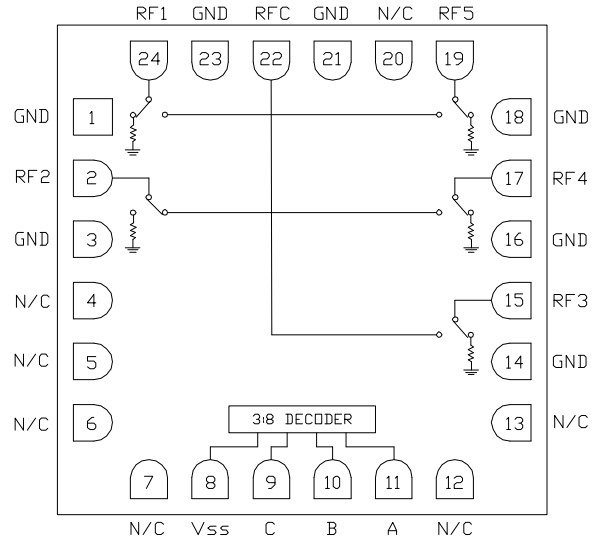 RF1 GND RFC GND N/C RF5
24 23 22 21 20 19
GND 1 18 GND
RF2 2 17 RF4
GND 3 16 GND
N/C 4 15 RF3
N/C 5 14 GND
N/C 6 13 N/C
3:8 DECODER
7 8 9 10 11 12
N/C Vss C B A N/C